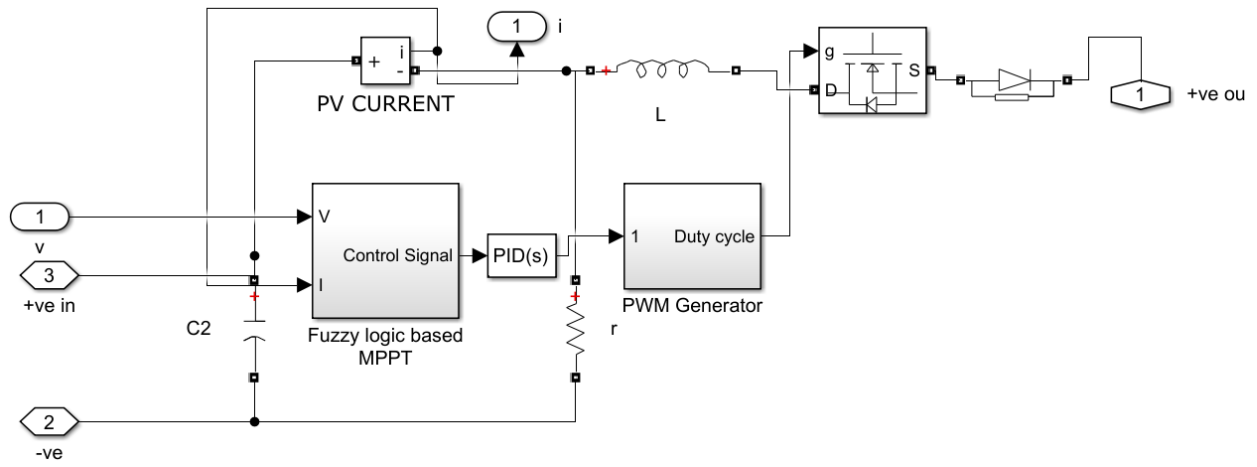 1
i
+
i
-
PV CURRENT
+
L
g
D
S
1
+ve ou
1
v
V
Control Signal
I
Fuzzy logic based
MPPT
PID(s)
1
Duty cycle
PWM Generator
3
+ve in
+
C2
+
r
2
-ve